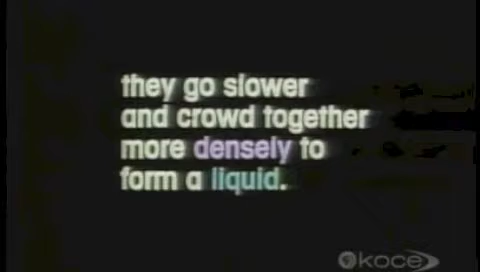 they go slower
and crowd together
more densely to
form a liquid.
koce